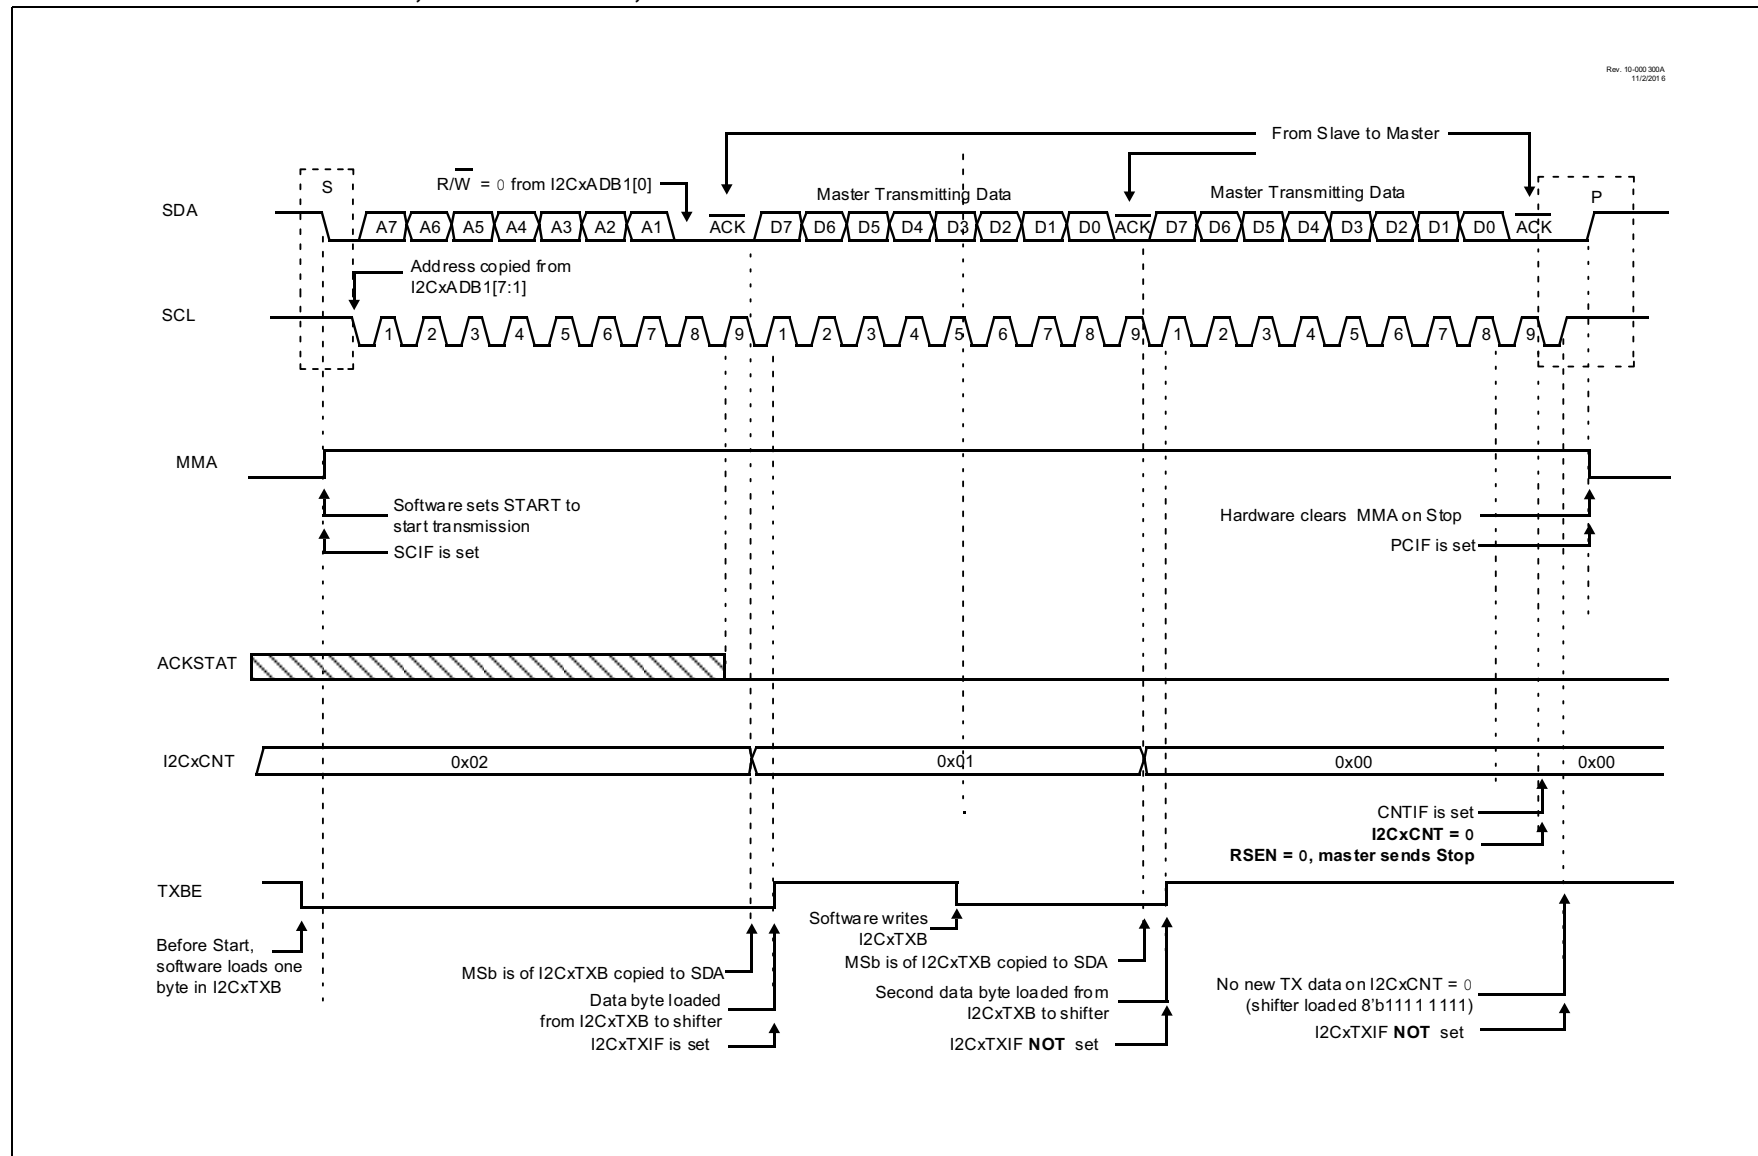 Rev. 10-000 300A
11/2/201 6
From Slave to Master
S
R/W = 0 from I2CxADB1[0]
Master Transmitting Data
Master Transmitting Data
P
SDA
A7 A6 A5 A4 A3 A2 A1 ACK D7 D6 D5 D4 D3 D2 D1 D0 ACK D7 D6 D5 D4 D3 D2 D1 D0 ACK
Address copied from
I2CxADB1[7:1]
SCL
1 2 3 4 5 6 7 8 9 1 2 3 4 5 6 7 8 9 1 2 3 4 5 6 7 8 9
MMA
Software sets START to
start transmission
SCIF is set
Hardware clears MMA on Stop
PCIF is set
ACKSTAT
I2CxCNT
0x02 0x01 0x00 0x00
CNTIF is set
I2CxCNT = 0
RSEN = 0, master sends Stop
TXBE
Before Start,
software loads one
byte in I2CxTXB
MSb is of I2CxTXB copied to SDA
Data byte loaded
from I2CxTXB to shifter
I2CxTXIF is set
Software writes
I2CxTXB
MSb is of I2CxTXB copied to SDA
Second data byte loaded from
I2CxTXB to shifter
I2CxTXIF NOT set
No new TX data on I2CxCNT = 0
(shifter loaded 8'b1111 1111)
I2CxTXIF NOT set